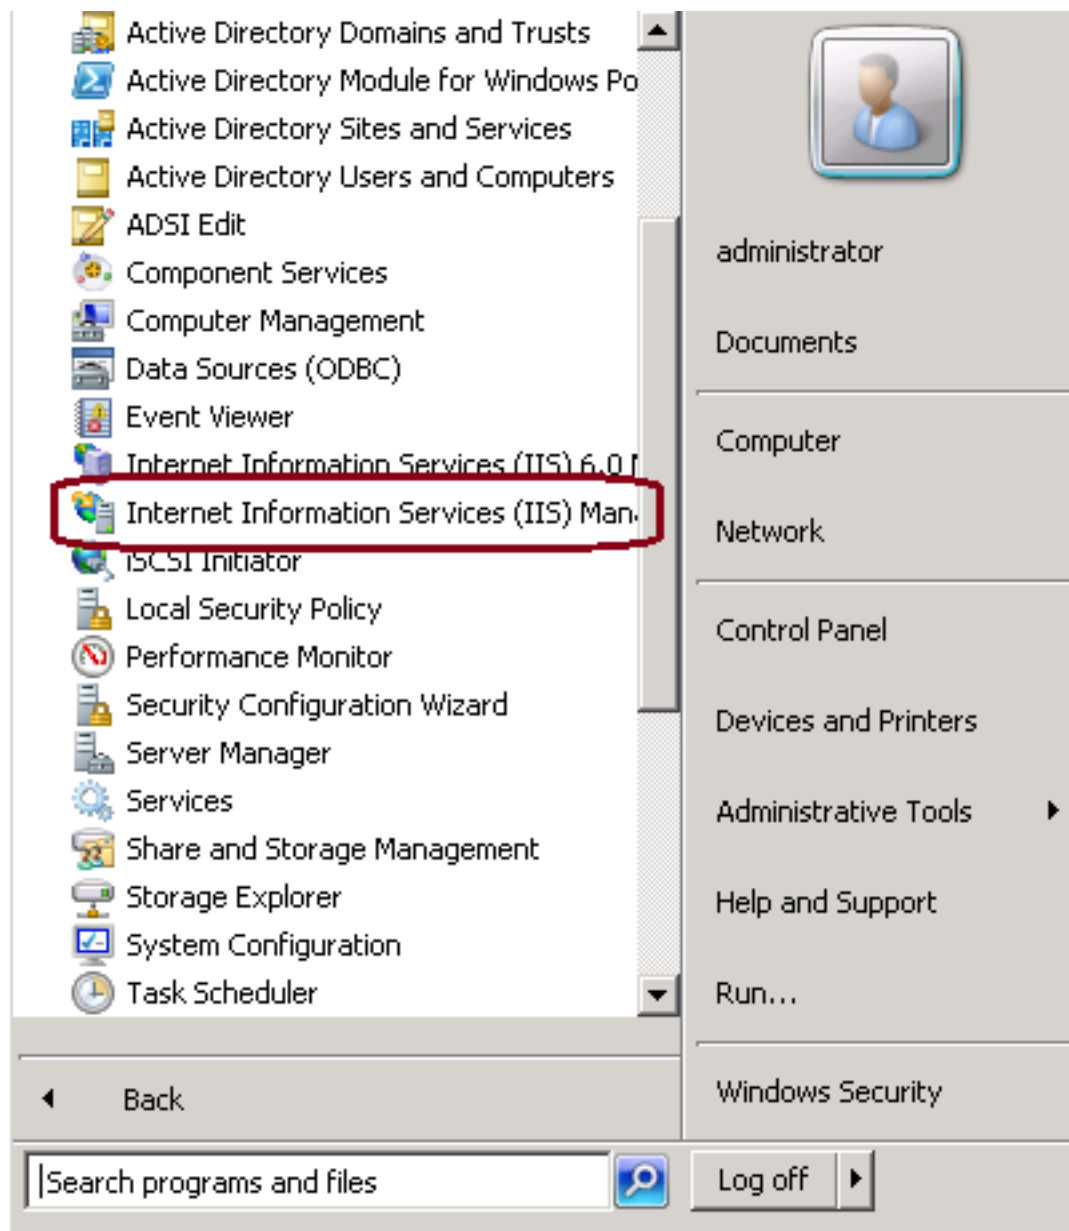 Active Directory Domains and Trusts
Active Directory Module for Windows Po
Active Directory Sites and Services
Active Directory Users and Computers
ADSI Edit
Component Services
Computer Management
Data Sources (ODBC)
Event Viewer
Internet Information Services (IIS) 6.0
Internet Information Services (IIS) Man
iSCSI Initiator
Local Security Policy
Performance Monitor
Security Configuration Wizard
Server Manager
Services
Share and Storage Management
Storage Explorer
System Configuration
Task Scheduler
Back
Search programs and files
administrator
Documents
Computer
Network
Control Panel
Devices and Printers
Administrative Tools
Help and Support
Run...
Windows Security
Log off